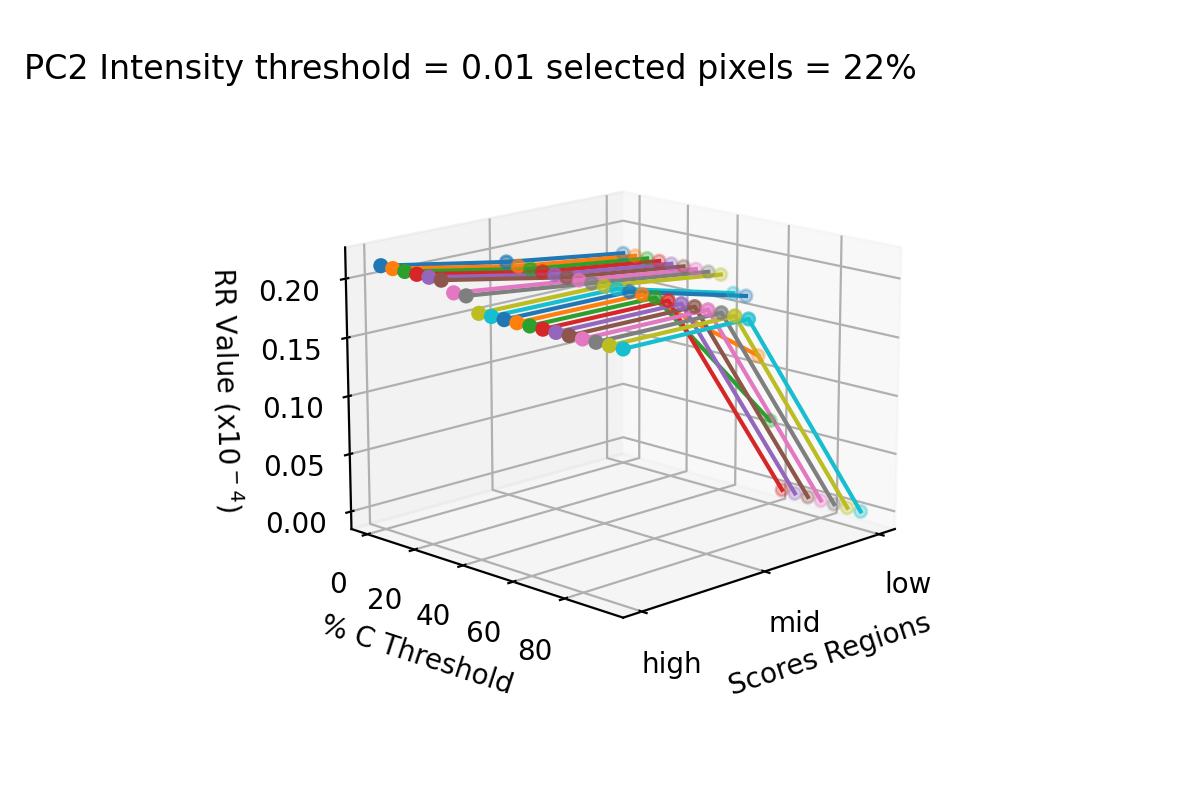 PC2 Intensity threshold = 0.01 selected pixels = 22%
0.20
0.15
0.10
0.05
0.00
RR Value (x10⁻⁴)
0
20
40
60
80
% C Threshold
high
mid
low
Scores Regions